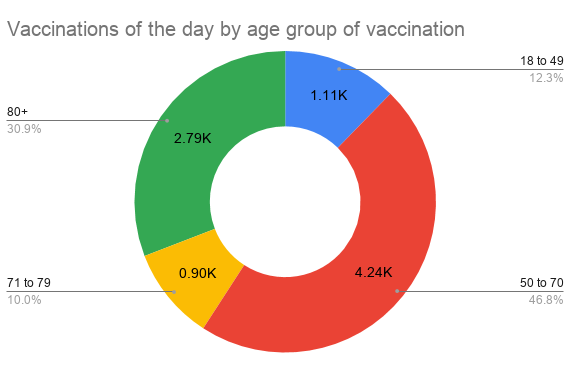 Vaccinations of the day by age group of vaccination
18 to 49
12.3%
1.11K
80+
30.9%
2.79K
71 to 79
10.0%
0.90K
4.24K
50 to 70
46.8%